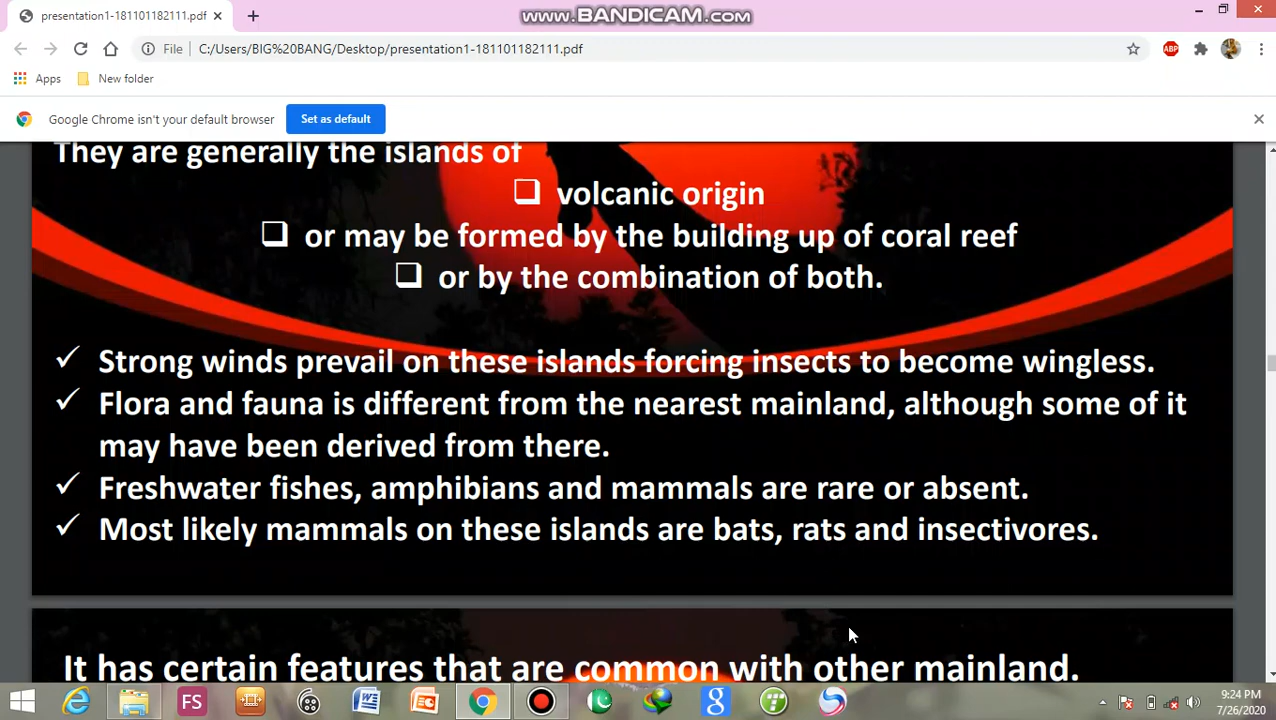 presentation1-181101182111.pdf
www.BANDICAM.com
File
C:/Users/BIG%20BANG/Desktop/presentation1-181101182111.pdf
ABP
Apps
New folder
Google Chrome isn't your default browser
Set as default
They are generally the islands of
❑ volcanic origin
❑ or may be formed by the building up of coral reef
❑ or by the combination of both.
✓ Strong winds prevail on these islands forcing insects to become wingless.
✓ Flora and fauna is different from the nearest mainland, although some of it
may have been derived from there.
✓ Freshwater fishes, amphibians and mammals are rare or absent.
✓ Most likely mammals on these islands are bats, rats and insectivores.
It has certain features that are common with other mainland.
FS
9:24 PM
7/26/2020